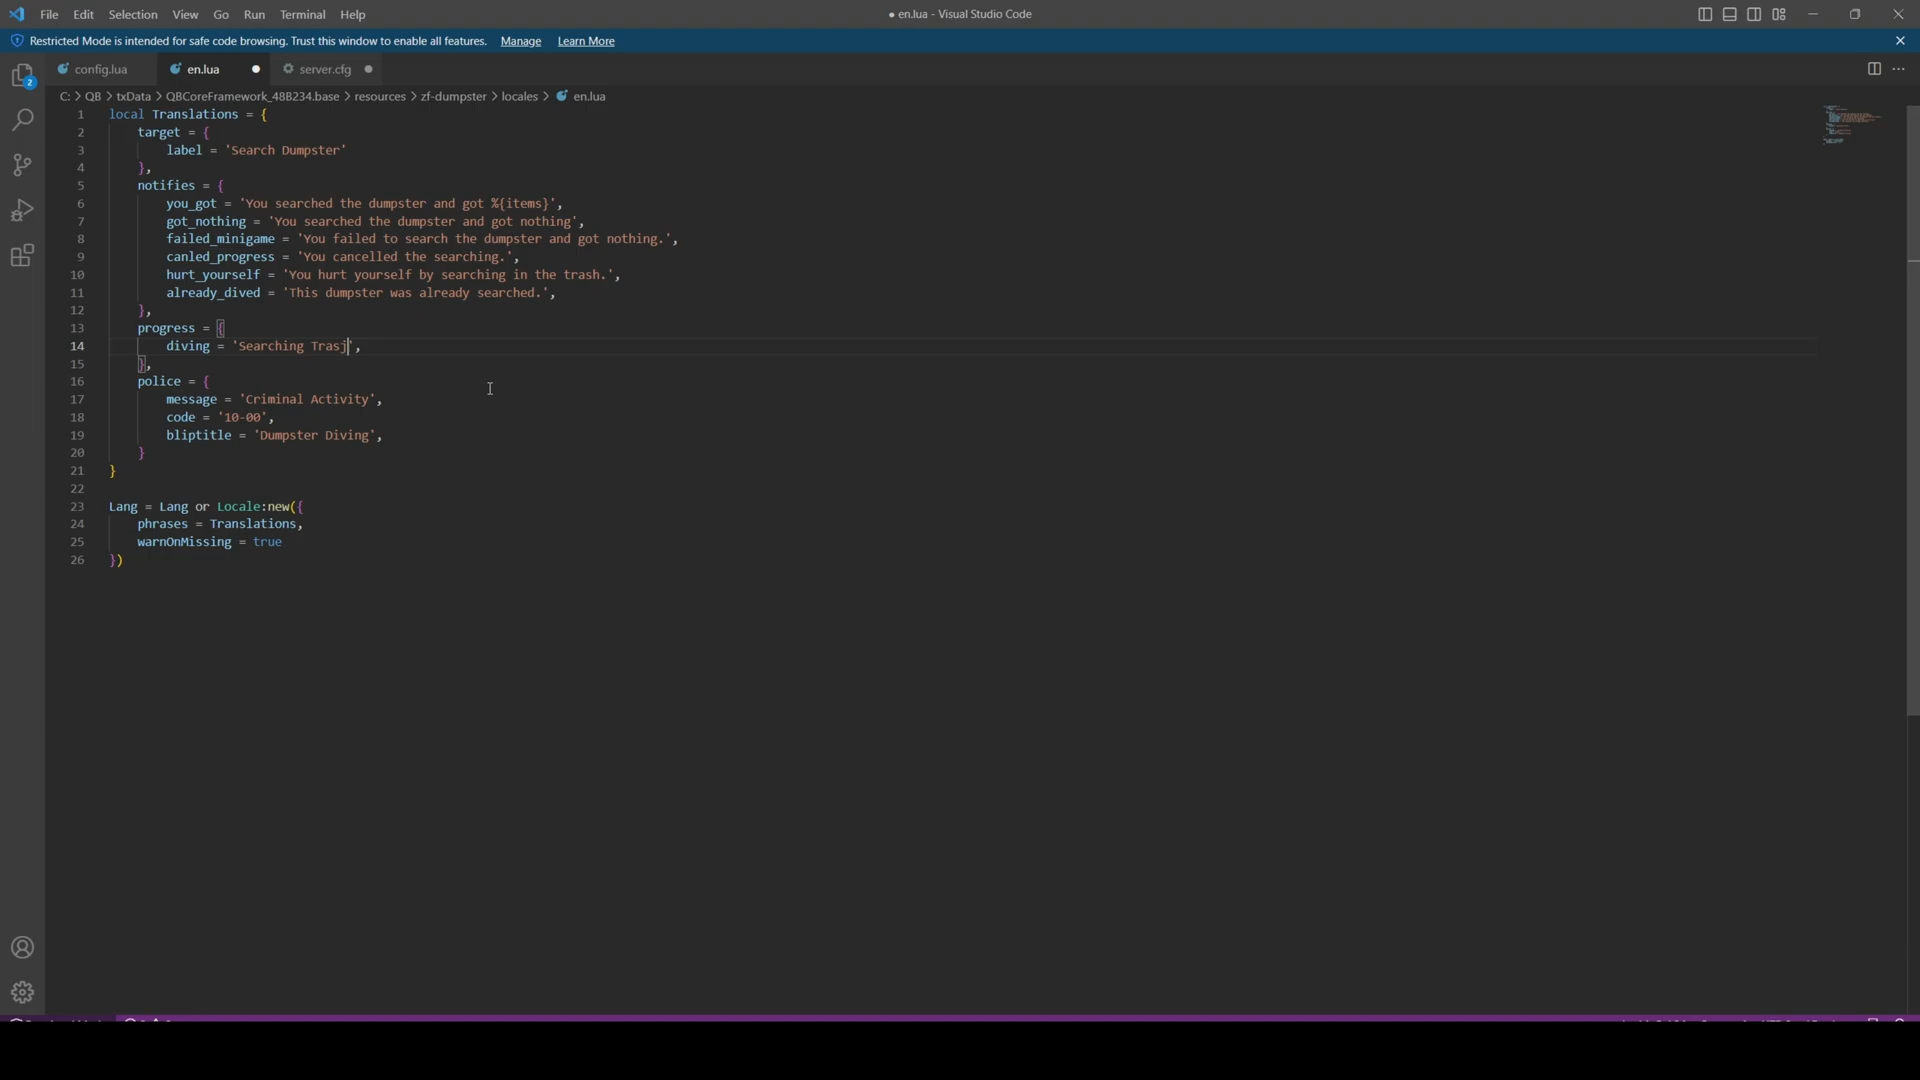 File Edit Selection View Go Run Terminal Help
● en.lua - Visual Studio Code
Restricted Mode is intended for safe code browsing. Trust this window to enable all features. Manage Learn More
2
config.lua en.lua ● server.cfg ●
C: > QB > txData > QBCoreFramework_48B234.base > resources > zf-dumpster > locales > en.lua
1 local Translations = {
2 target = {
3 label = 'Search Dumpster'
4 },
5 notifies = {
6 you_got = 'You searched the dumpster and got %{items}',
7 got_nothing = 'You searched the dumpster and got nothing',
8 failed_minigame = 'You failed to search the dumpster and got nothing.',
9 canled_progress = 'You cancelled the searching.',
10 hurt_yourself = 'You hurt yourself by searching in the trash.',
11 already_dived = 'This dumpster was already searched.',
12 },
13 progress = {
14 diving = 'Searching Trasj',
15 },
16 police = {
17 message = 'Criminal Activity',
18 code = '10-00',
19 bliptitle = 'Dumpster Diving',
20 }
21 }
22
23 Lang = Lang or Locale:new({
24 phrases = Translations,
25 warnOnMissing = true
26 })